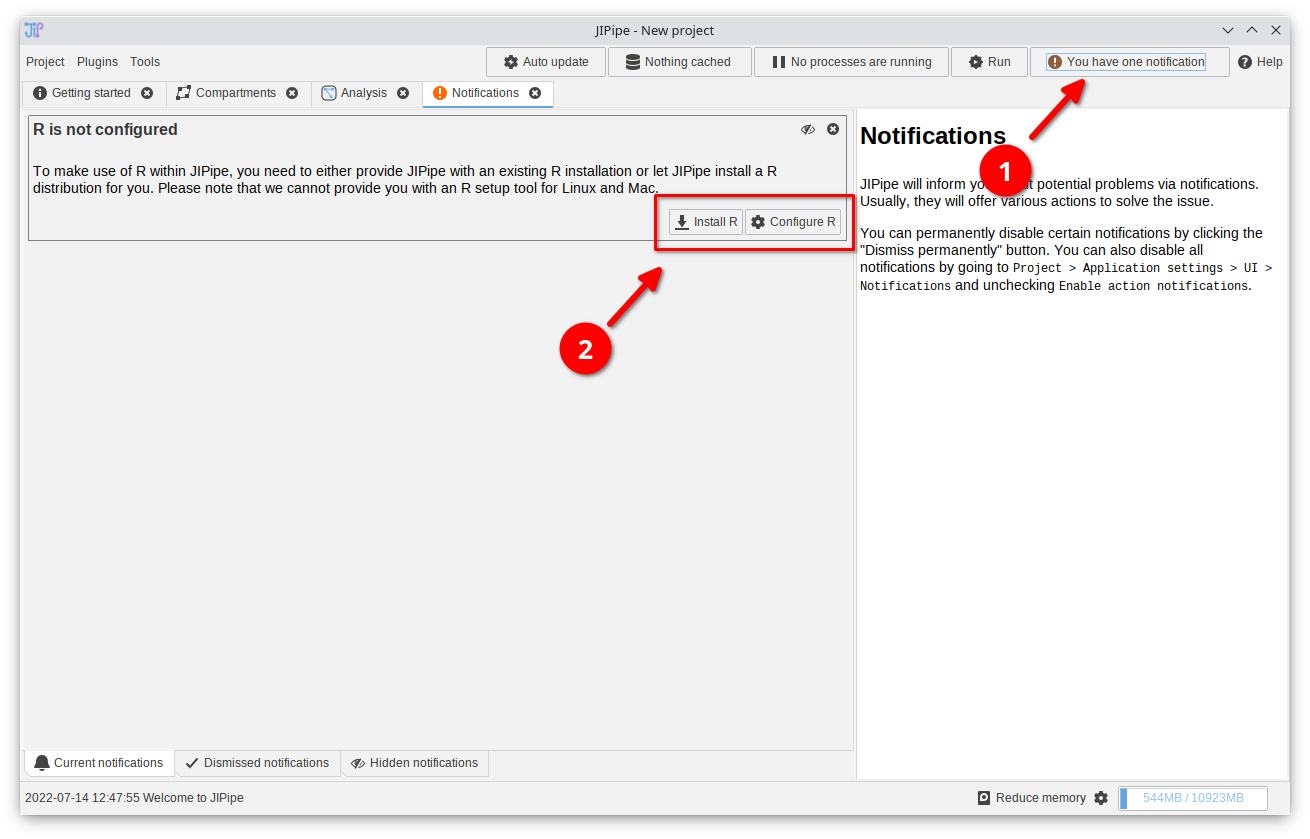 JIPipe - New project
Project Plugins Tools Auto update Nothing cached No processes are running Run You have one notification Help
Getting started Compartments Analysis Notifications
R is not configured
To make use of R within JIPipe, you need to either provide JIPipe with an existing R installation or let JIPipe install a R
distribution for you. Please note that we cannot provide you with an R setup tool for Linux and Mac.
Install R Configure R
1
2
Notifications
JIPipe will inform you potential problems via notifications.
Usually, they will offer various actions to solve the issue.
You can permanently disable certain notifications by clicking the
"Dismiss permanently" button. You can also disable all
notifications by going to Project > Application settings > UI >
Notifications and unchecking Enable action notifications.
Current notifications Dismissed notifications Hidden notifications
2022-07-14 12:47:55 Welcome to JIPipe Reduce memory 544MB / 10923MB